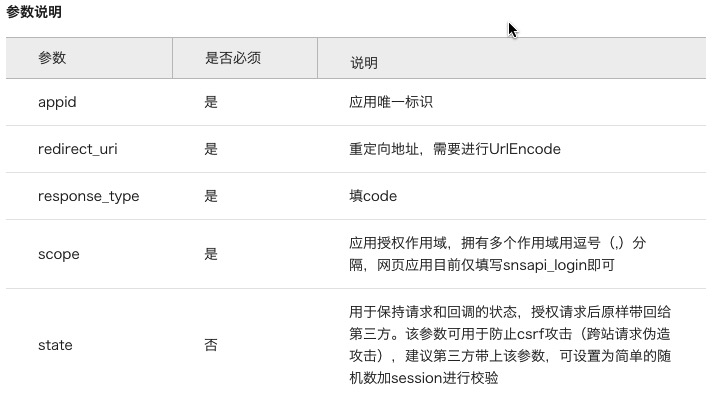 参数说明
参数 是否必须 说明
appid 是 应用唯一标识
redirect_uri 是 重定向地址，需要进行UrlEncode
response_type 是 填code
scope 是 应用授权作用域，拥有多个作用域用逗号（,）分
隔，网页应用目前仅填写snsapi_login即可
state 否 用于保持请求和回调的状态，授权请求后原样带回给
第三方。该参数可用于防止csrf攻击（跨站请求伪造
攻击），建议第三方带上该参数，可设置为简单的随
机数加session进行校验